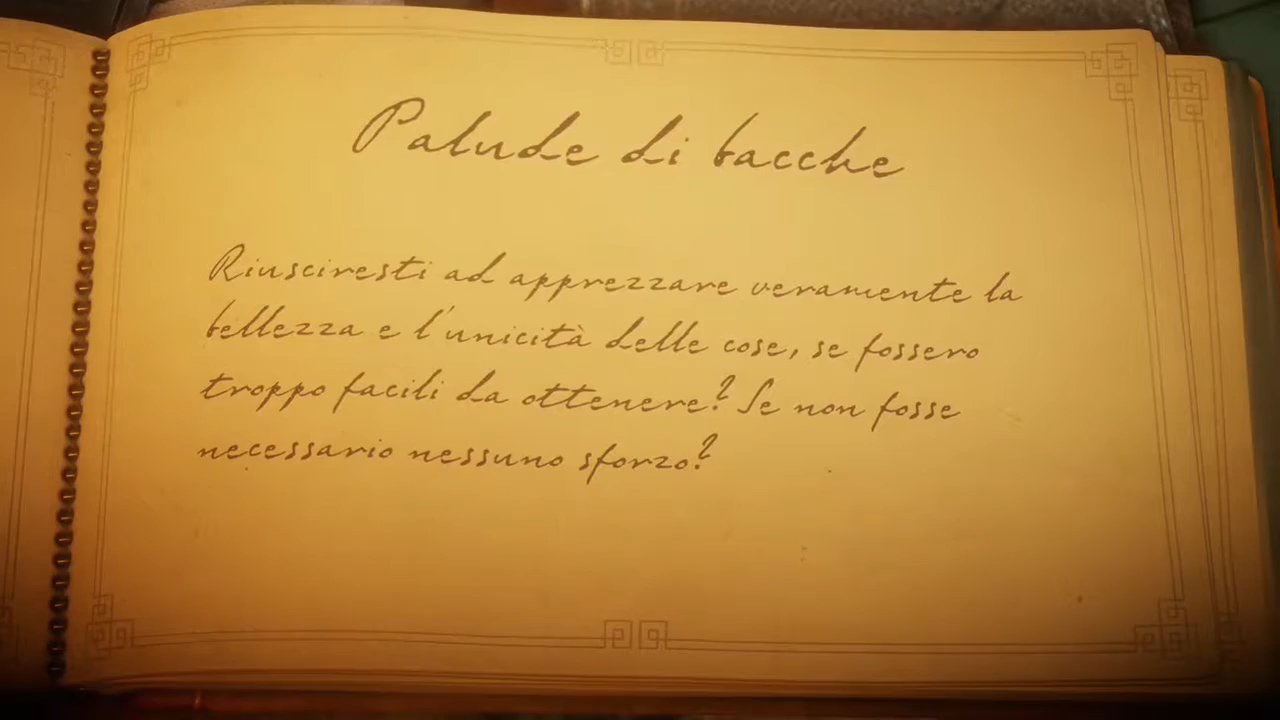 Palude di bacche
Riusciresti ad apprezzare veramente la
bellezza e l'unicità delle cose, se fossero
troppo facili da ottenere? Se non fosse
necessario nessuno sforzo?